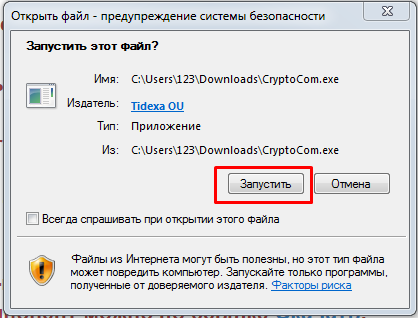 Открыть файл - предупреждение системы безопасности
Запустить этот файл?
Имя: C:\Users\123\Downloads\CryptoCom.exe
Издатель: Tidexa OU
Тип: Приложение
Из: C:\Users\123\Downloads\CryptoCom.exe
Запустить Отмена
Всегда спрашивать при открытии этого файла
Файлы из Интернета могут быть полезны, но этот тип файла
может повредить компьютер. Запускайте только программы,
полученные от доверяемого издателя. Факторы риска